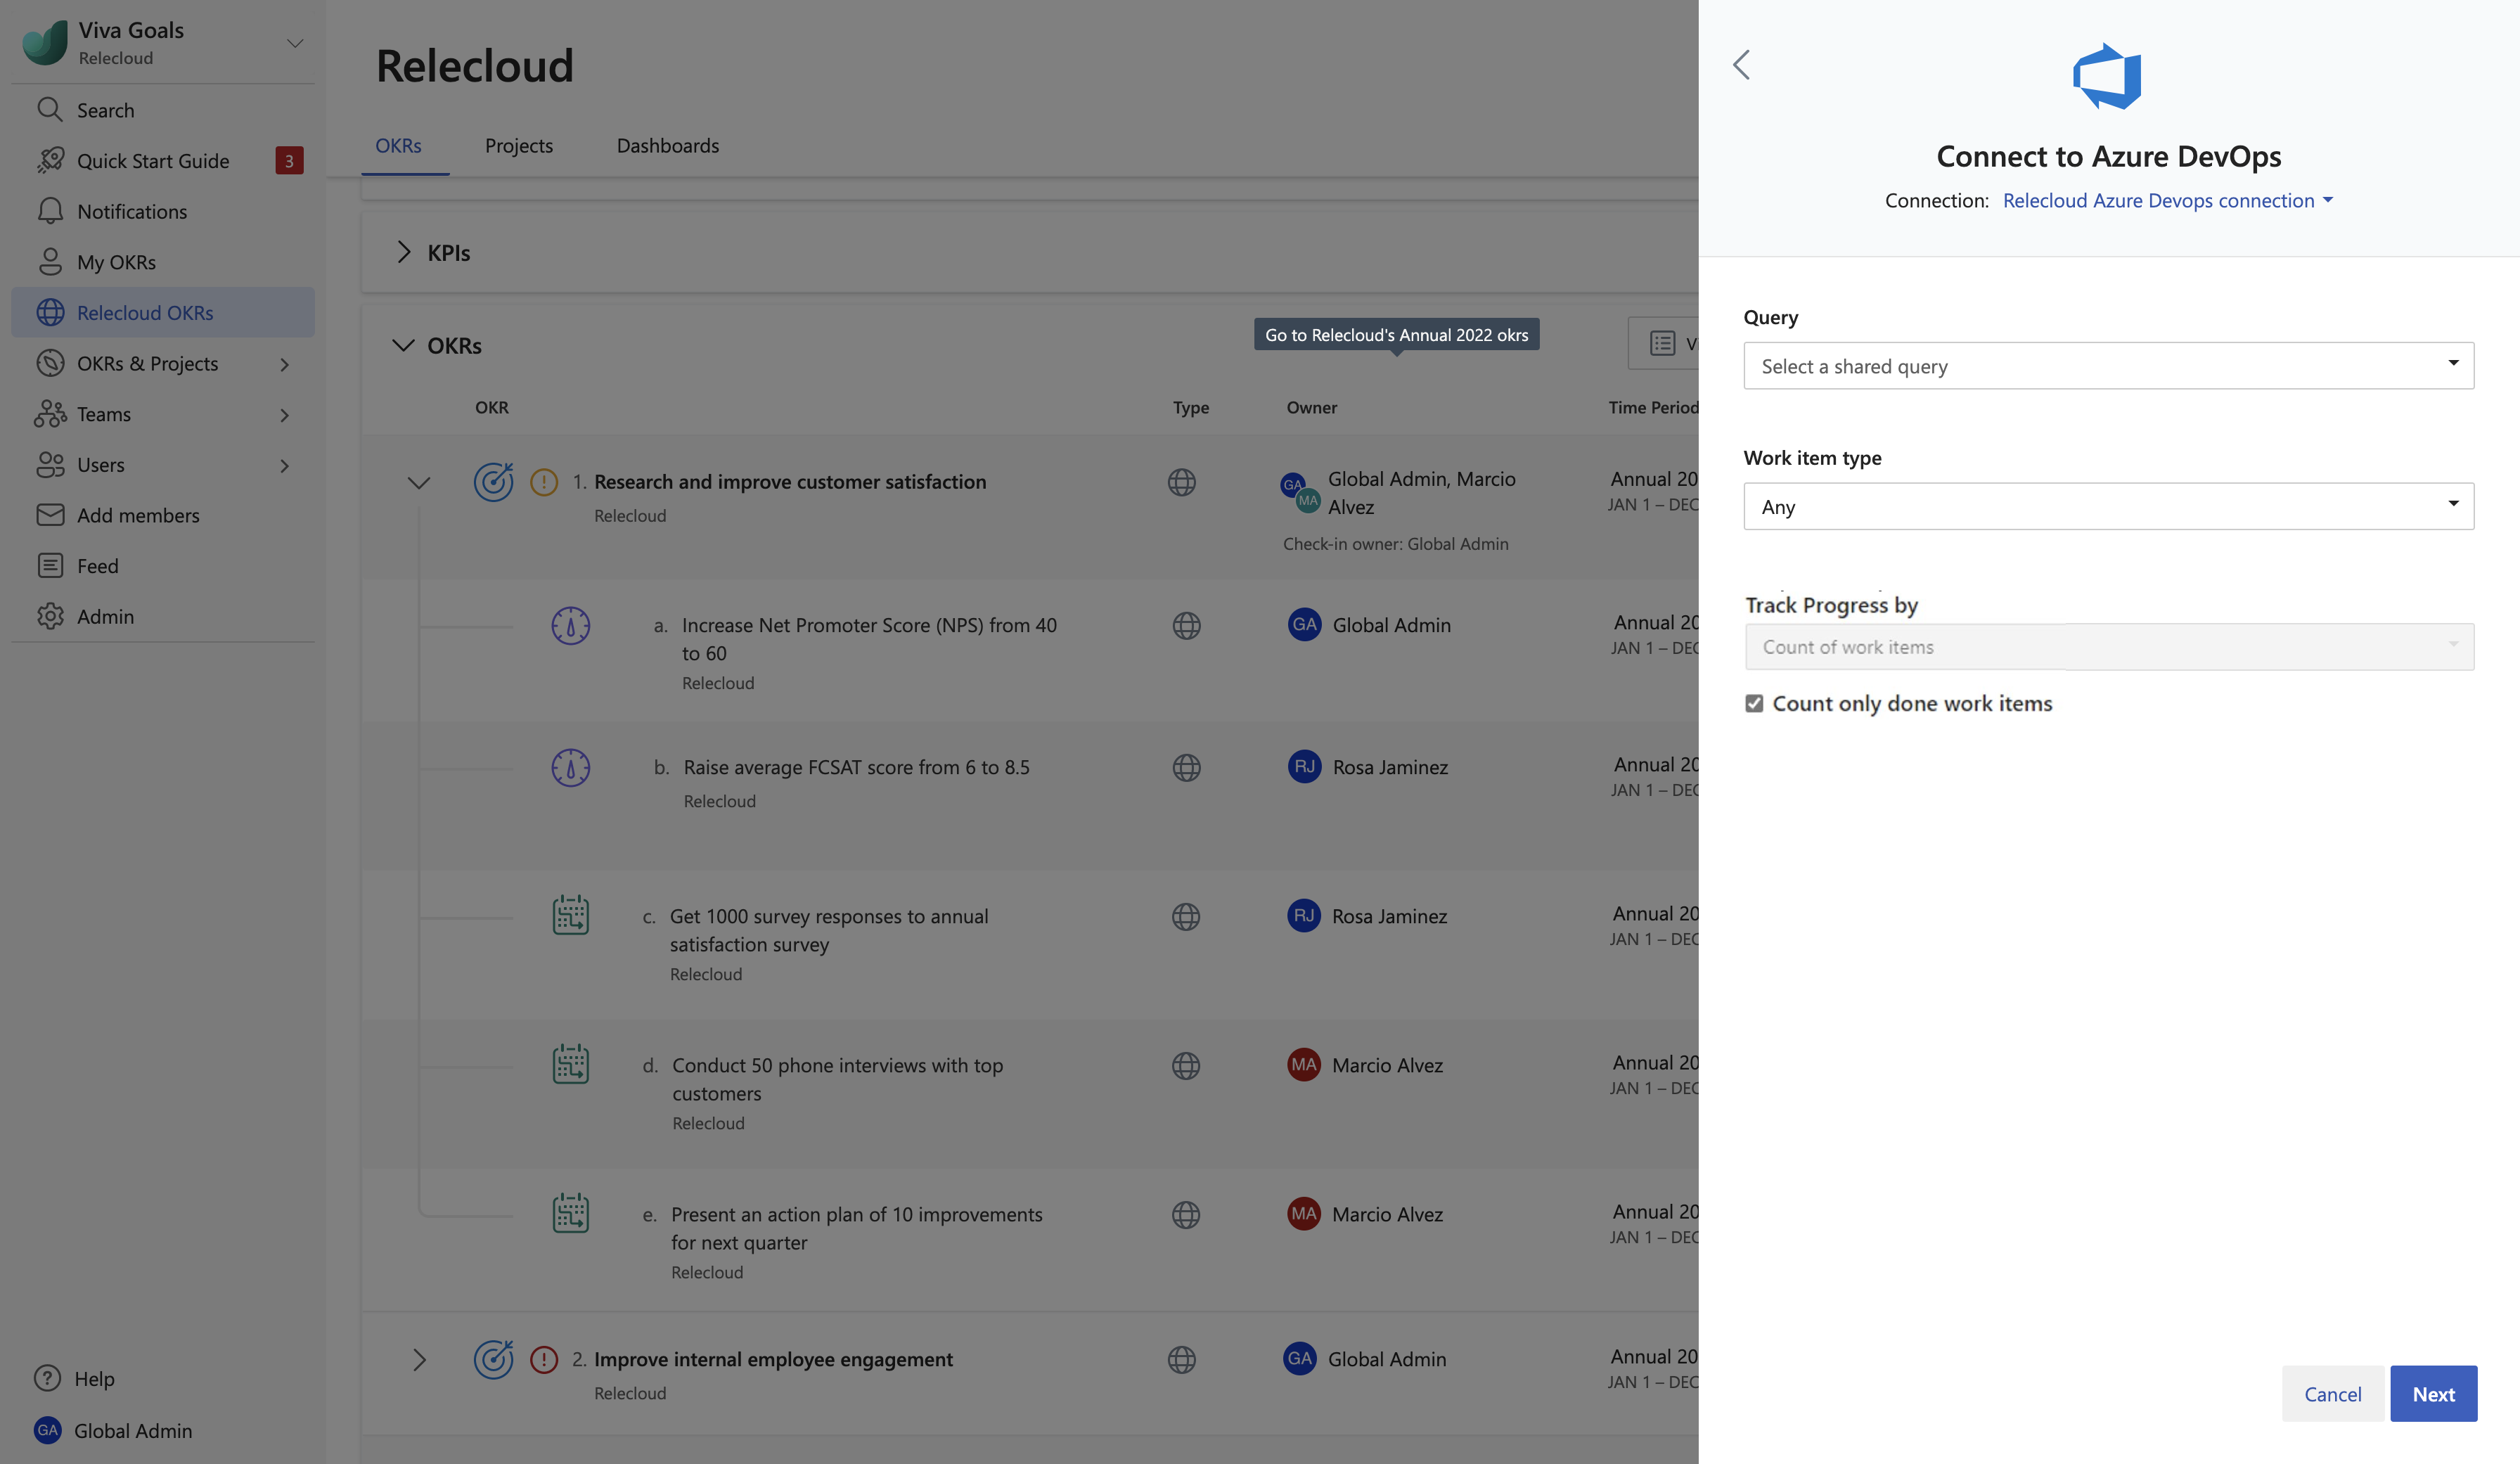 Viva Goals
Relecloud
Search
Quick Start Guide
3
Notifications
My OKRs
Relecloud OKRs
OKRs & Projects
Teams
Users
Add members
Feed
Admin
Help
GA
Global Admin
Relecloud
OKRs
Projects
Dashboards
KPIs
OKRs
Go to Relecloud's Annual 2022 okrs
OKR
Type
Owner
Time Period
1. Research and improve customer satisfaction
Relecloud
GA
MA
Global Admin, Marcio
Alvez
Check-in owner: Global Admin
Annual 20
JAN 1 – DEC
a. Increase Net Promoter Score (NPS) from 40
to 60
Relecloud
GA
Global Admin
Annual 20
JAN 1 – DEC
b. Raise average FCSAT score from 6 to 8.5
Relecloud
RJ
Rosa Jaminez
Annual 20
JAN 1 – DEC
c. Get 1000 survey responses to annual
satisfaction survey
Relecloud
RJ
Rosa Jaminez
Annual 20
JAN 1 – DEC
d. Conduct 50 phone interviews with top
customers
Relecloud
MA
Marcio Alvez
Annual 20
JAN 1 – DEC
e. Present an action plan of 10 improvements
for next quarter
Relecloud
MA
Marcio Alvez
Annual 20
JAN 1 – DEC
2. Improve internal employee engagement
Relecloud
GA
Global Admin
Annual 20
JAN 1 – DEC
Connect to Azure DevOps
Connection: Relecloud Azure Devops connection
Query
Select a shared query
Work item type
Any
Track Progress by
Count of work items
Count only done work items
Cancel
Next